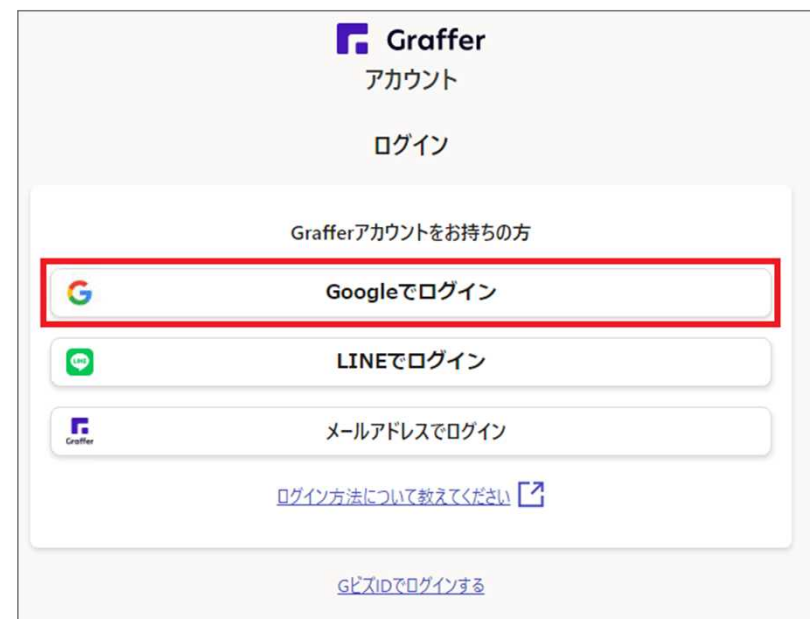 Graffer
アカウント
ログイン
Grafferアカウントをお持ちの方
Googleでログイン
LINE
LINEでログイン
Graffer
メールアドレスでログイン
ログイン方法について教えてください
GビズIDでログインする